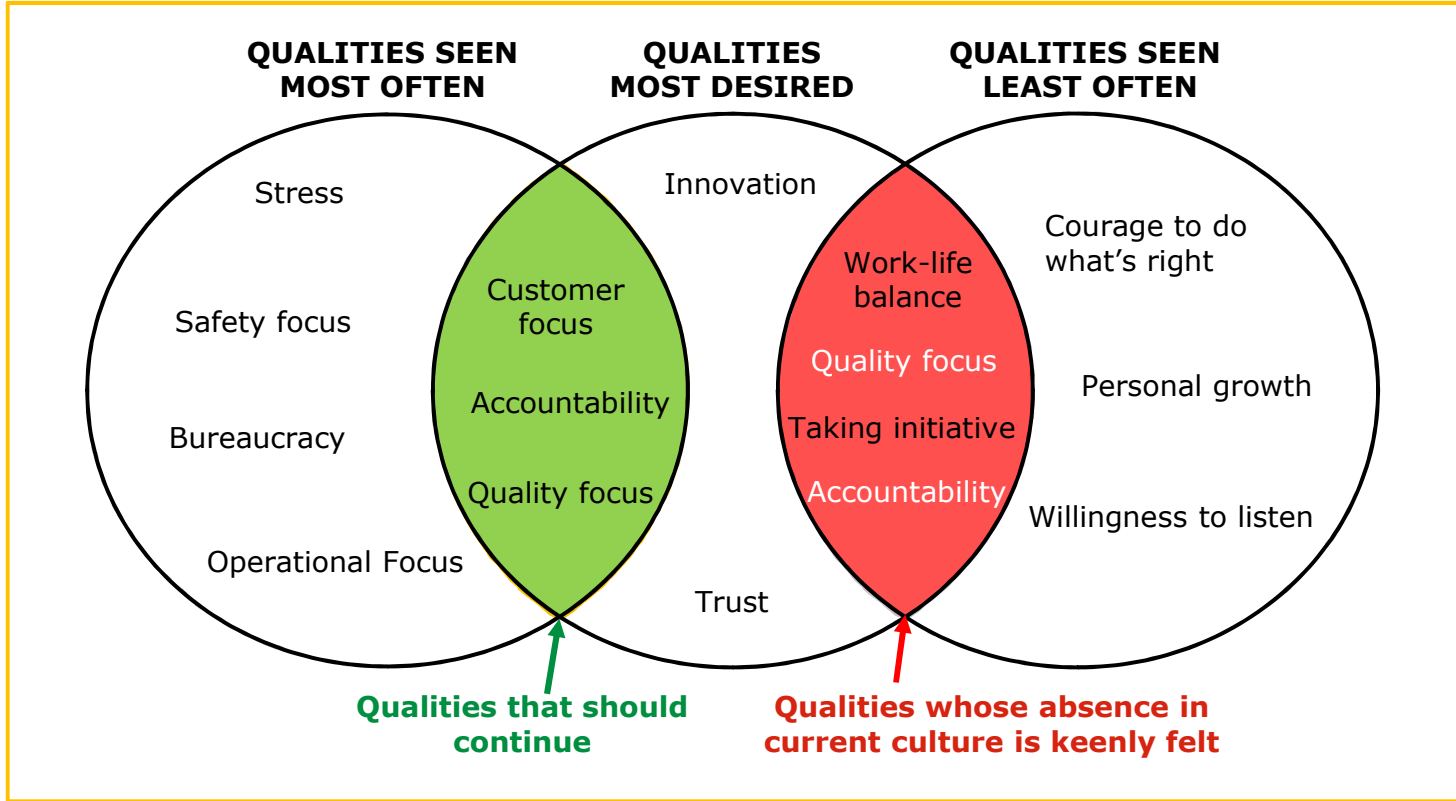 QUALITIES SEEN
MOST OFTEN
QUALITIES
MOST DESIRED
QUALITIES SEEN
LEAST OFTEN
Stress
Safety focus
Bureaucracy
Operational Focus
Customer
focus
Accountability
Quality focus
Innovation
Trust
Work-life
balance
Quality focus
Taking initiative
Accountability
Courage to do
what’s right
Personal growth
Willingness to listen
Qualities that should
continue
Qualities whose absence in
current culture is keenly felt